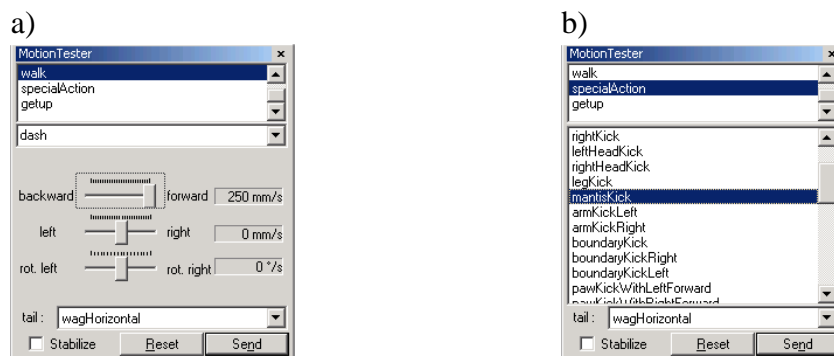 a)
MotionTester ×
walk
specialAction
getup
dash
backward forward 250 mm/s
left right 0 mm/s
rot. left rot. right 0 °/s
tail : wagHorizontal
Stabilize Reset Send
b)
MotionTester ×
walk
specialAction
getup
rightKick
leftHeadKick
rightHeadKick
legKick
mantisKick
armKickLeft
armKickRight
boundaryKick
boundaryKickRight
boundaryKickLeft
pawKickWithLeftForward
pawKickWithRightForward
tail : wagHorizontal
Stabilize Reset Send